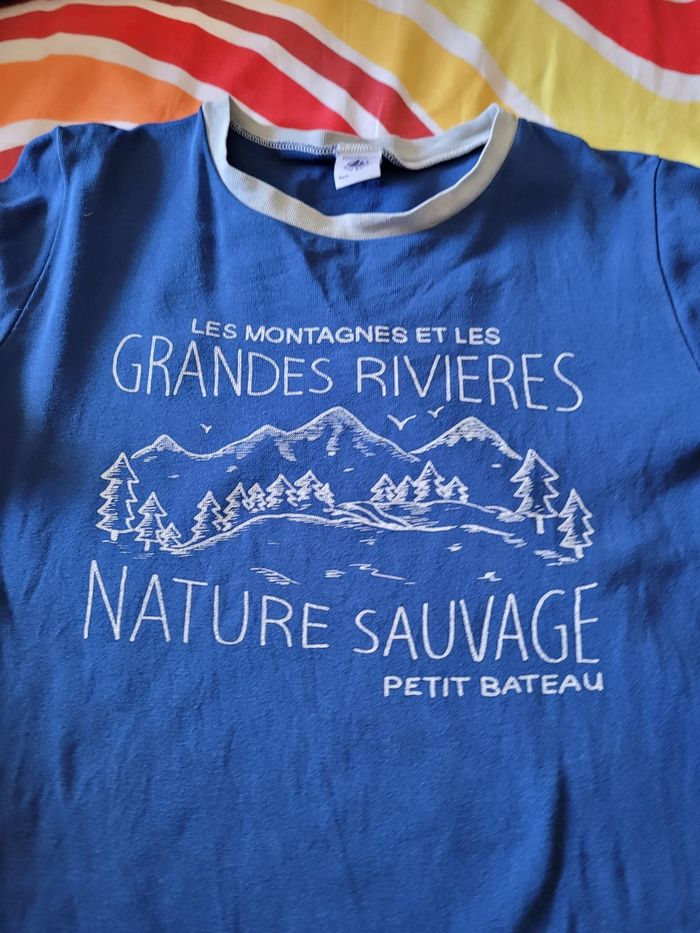 LES MONTAGNES ET LES
GRANDES RIVIERES
NATURE SAUVAGE
PETIT BATEAU